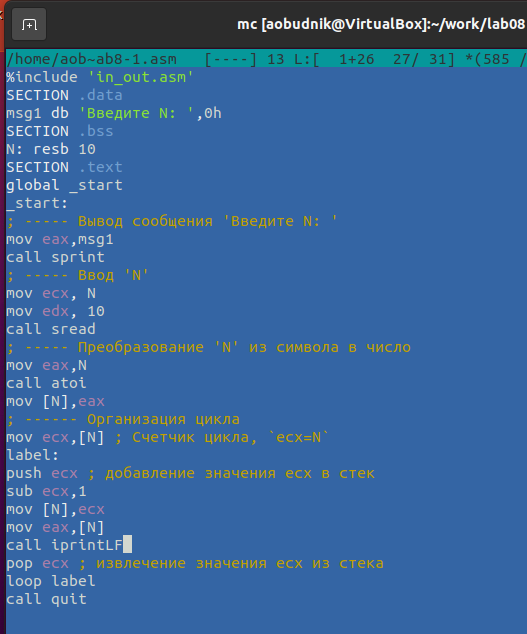 mc [aobudnik@VirtualBox]:~/work/lab08
/home/aob~ab8-1.asm   [----] 13 L:[  1+26  27/ 31] *(585 /
%include 'in_out.asm'
SECTION .data
msg1 db 'Введите N: ',0h
SECTION .bss
N: resb 10
SECTION .text
global _start
_start:
; ----- Вывод сообщения 'Введите N: '
mov eax,msg1
call sprint
; ----- Ввод 'N'
mov ecx, N
mov edx, 10
call sread
; ----- Преобразование 'N' из символа в число
mov eax,N
call atoi
mov [N],eax
; ------ Организация цикла
mov ecx,[N] ; Счетчик цикла, `ecx=N`
label:
push ecx ; добавление значения ecx в стек
sub ecx,1
mov [N],ecx
mov eax,[N]
call iprintLF
pop ecx ; извлечение значения ecx из стека
loop label
call quit